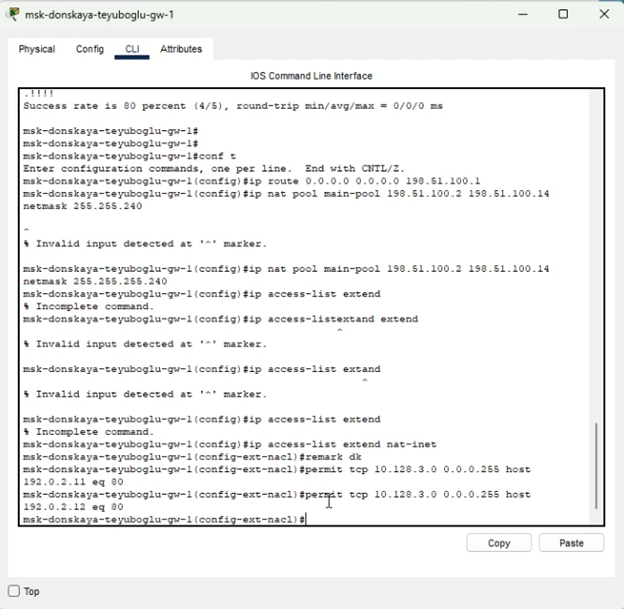 msk-donskaya-teyuboglu-gw-1
Physical Config CLI Attributes
IOS Command Line Interface
.!!!!
Success rate is 80 percent (4/5), round-trip min/avg/max = 0/0/0 ms
msk-donskaya-teyuboglu-gw-1#
msk-donskaya-teyuboglu-gw-1#
msk-donskaya-teyuboglu-gw-1#conf t
Enter configuration commands, one per line. End with CNTL/Z.
msk-donskaya-teyuboglu-gw-1(config)#ip route 0.0.0.0 0.0.0.0 198.51.100.1
msk-donskaya-teyuboglu-gw-1(config)#ip nat pool main-pool 198.51.100.2 198.51.100.14
netmask 255.255.240
^
% Invalid input detected at '^' marker.
msk-donskaya-teyuboglu-gw-1(config)#ip nat pool main-pool 198.51.100.2 198.51.100.14
netmask 255.255.255.240
msk-donskaya-teyuboglu-gw-1(config)#ip access-list extend
% Incomplete command.
msk-donskaya-teyuboglu-gw-1(config)#ip access-listextand extend
^
% Invalid input detected at '^' marker.
msk-donskaya-teyuboglu-gw-1(config)#ip access-list extand
^
% Invalid input detected at '^' marker.
msk-donskaya-teyuboglu-gw-1(config)#ip access-list extend
% Incomplete command.
msk-donskaya-teyuboglu-gw-1(config)#ip access-list extend nat-inet
msk-donskaya-teyuboglu-gw-1(config-ext-nacl)#remark dk
msk-donskaya-teyuboglu-gw-1(config-ext-nacl)#permit tcp 10.128.3.0 0.0.0.255 host
192.0.2.11 eq 80
msk-donskaya-teyuboglu-gw-1(config-ext-nacl)#permit tcp 10.128.3.0 0.0.0.255 host
192.0.2.12 eq 80
msk-donskaya-teyuboglu-gw-1(config-ext-nacl)#
Copy Paste
Top